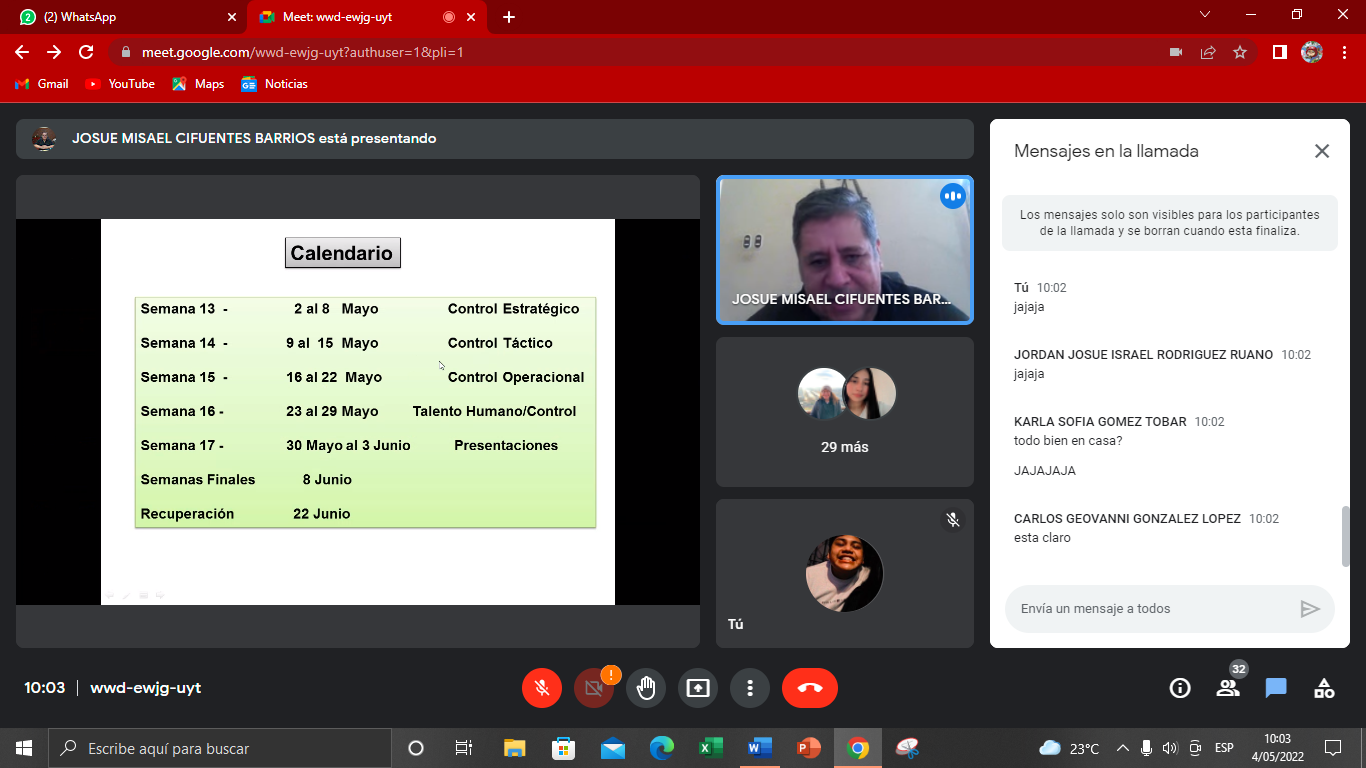 (2) WhatsApp
Meet: wwd-ewjg-uyt
meet.google.com/wwd-ewjg-uyt?authuser=1&pli=1
Gmail
YouTube
Maps
Noticias
JOSUE MISAEL CIFUENTES BARRIOS está presentando
Calendario
Semana 13 - 2 al 8 Mayo Control Estratégico
Semana 14 - 9 al 15 Mayo Control Táctico
Semana 15 - 16 al 22 Mayo Control Operacional
Semana 16 - 23 al 29 Mayo Talento Humano/Control
Semana 17 - 30 Mayo al 3 Junio Presentaciones
Semanas Finales 8 Junio
Recuperación 22 Junio
JOSUE MISAEL CIFUENTES BAR...
29 más
Tú
Mensajes en la llamada
Los mensajes solo son visibles para los participantes
de la llamada y se borran cuando esta finaliza.
Tú 10:02
jajaja
JORDAN JOSUE ISRAEL RODRIGUEZ RUANO 10:02
jajaja
KARLA SOFIA GOMEZ TOBAR 10:02
todo bien en casa?
JAJAJAJA
CARLOS GEOVANNI GONZALEZ LOPEZ 10:02
esta claro
Envía un mensaje a todos
10:03 | wwd-ewjg-uyt
32
Escribe aquí para buscar
23°C
ESP
10:03
4/05/2022